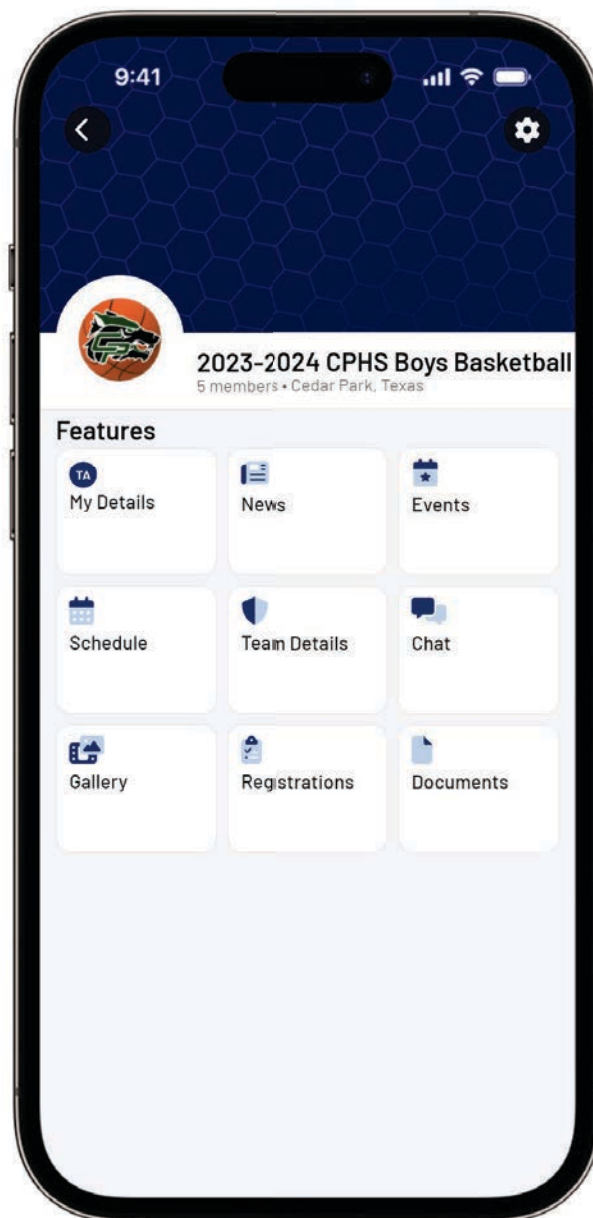 9:41
2023-2024 CPHS Boys Basketball
5 members • Cedar Park, Texas
Features
TA
My Details
News
Events
Schedule
Team Details
Chat
Gallery
Registrations
Documents
CP